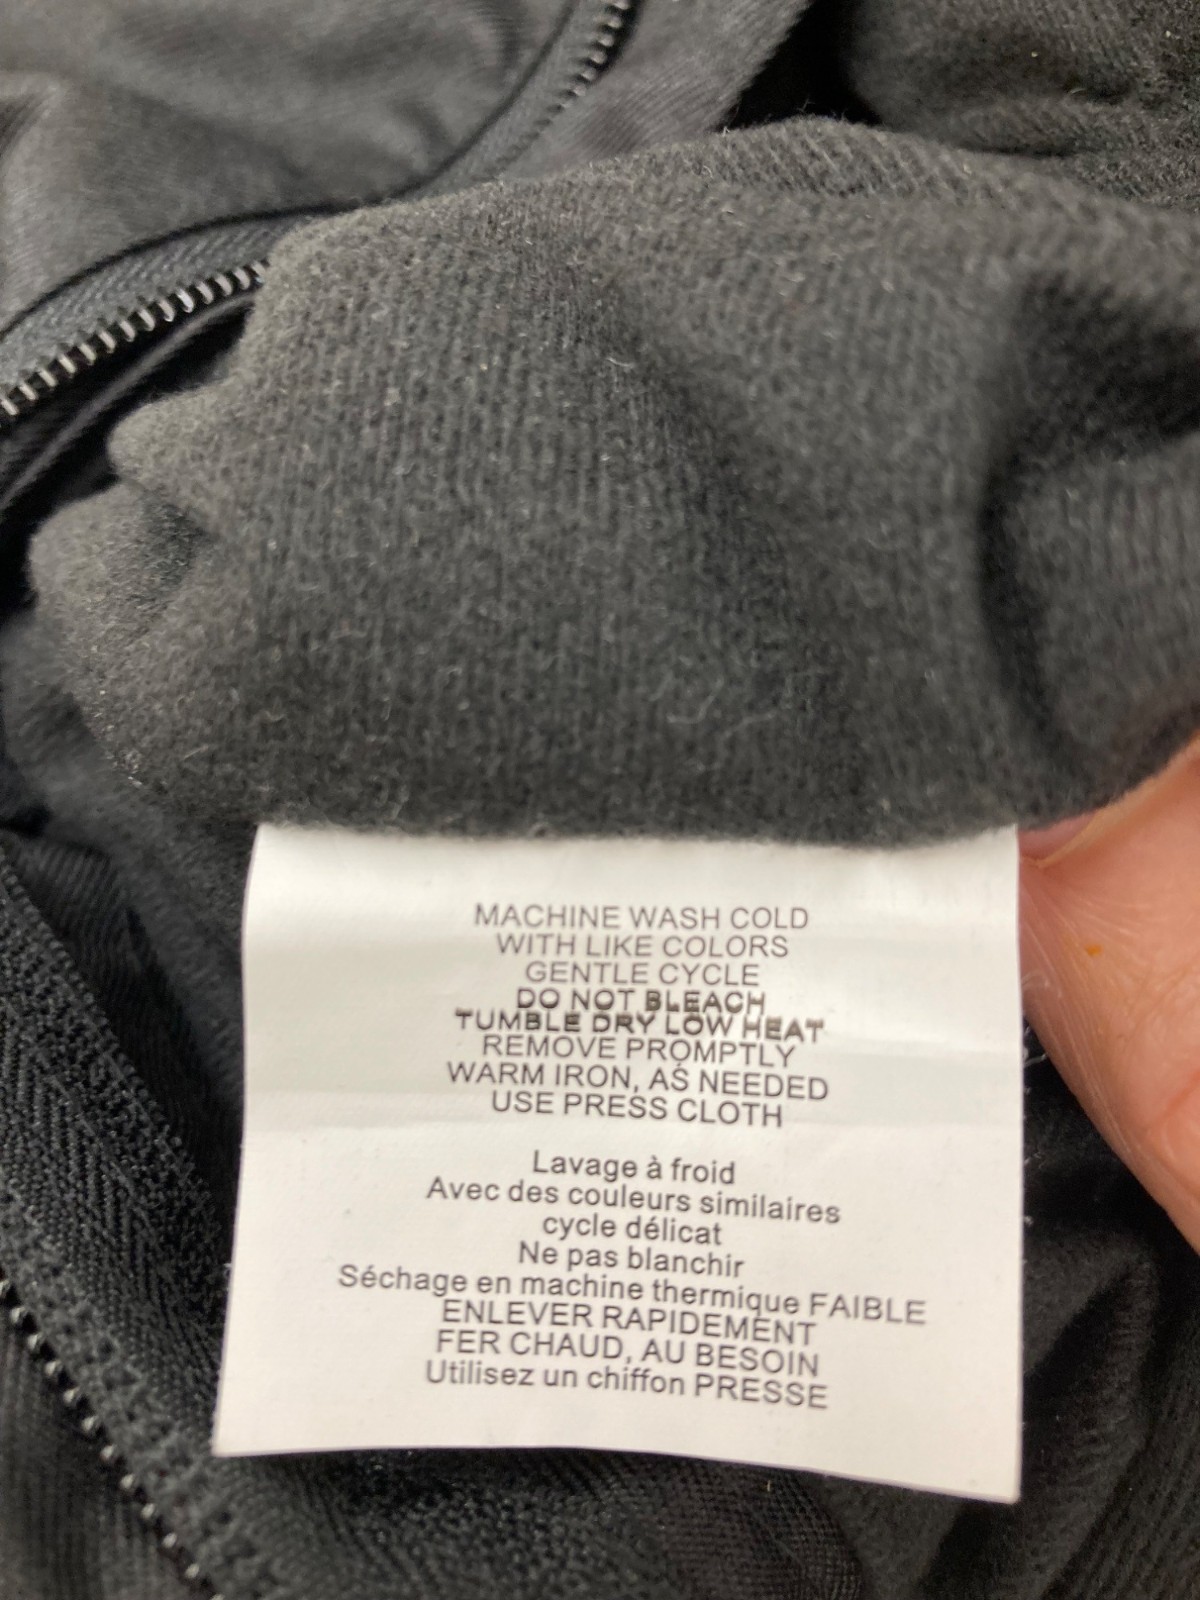 MACHINE WASH COLD
WITH LIKE COLORS
GENTLE CYCLE
DO NOT BLEACH
TUMBLE DRY LOW HEAT
REMOVE PROMPTLY
WARM IRON, AS NEEDED
USE PRESS CLOTH
Lavage à froid
Avec des couleurs similaires
cycle délicat
Ne pas blanchir
Séchage en machine thermique FAIBLE
ENLEVER RAPIDEMENT
FER CHAUD, AU BESOIN
Utilisez un chiffon PRESSE